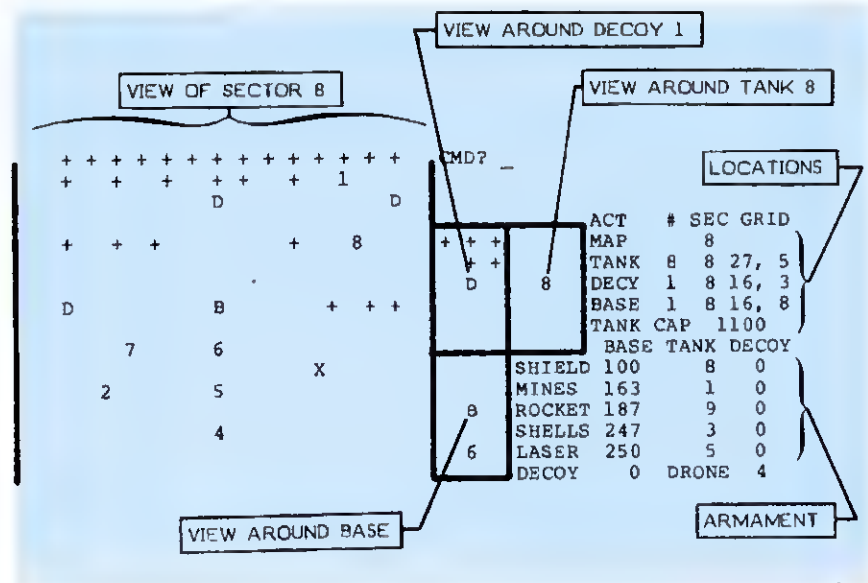 VIEW AROUND DECOY 1
VIEW OF SECTOR 8
VIEW AROUND TANK 8
+ + + + + + + + + + + + + + CMD? _
LOCATIONS
+ + + + + + 1
D D
ACT # SEC GRID
+ + + + 8 + + + MAP 8
+ + TANK 8 8 27, 5
D 8 DECY 1 8 16, 3
D B + + + BASE 1 8 16, 8
TANK CAP 1100
7 6 BASE TANK DECOY
X SHIELD 100 8 0
2 5 MINES 163 1 0
B ROCKET 187 9 0
4 SHELLS 247 3 0
6 LASER 250 5 0
DECOY 0 DRONE 4
VIEW AROUND BASE
ARMAMENT